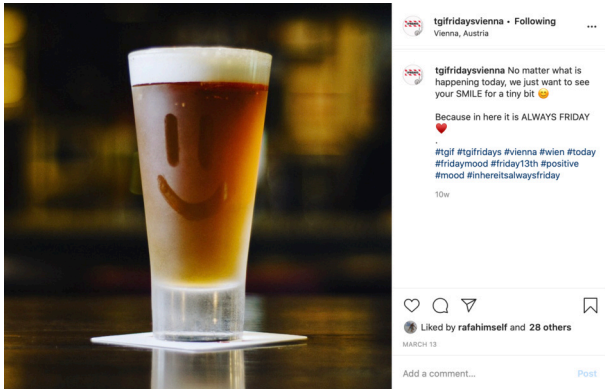 tgifridaysvienna • Following
Vienna, Austria
tgifridaysvienna No matter what is
happening today, we just want to see
your SMILE for a tiny bit 😊
Because in here it is ALWAYS FRIDAY
❤️
.
#tgif #tgifridays #vienna #wien #today
#fridaymood #friday13th #positive
#mood #inhereitsalwaysfriday
10w
Liked by rafahimself and 28 others
MARCH 13
Add a comment...
Post